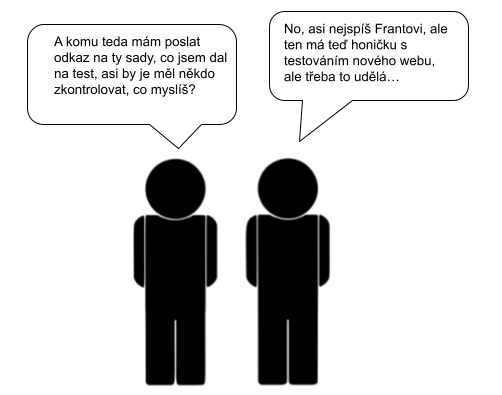 A komu teda mám poslat
odkaz na ty sady, co jsem dal
na test, asi by je měl někdo
zkontrolovat, co myslíš?
No, asi nejspíš Frantovi, ale
ten má teď honičku s
testováním nového webu,
ale třeba to udělá…